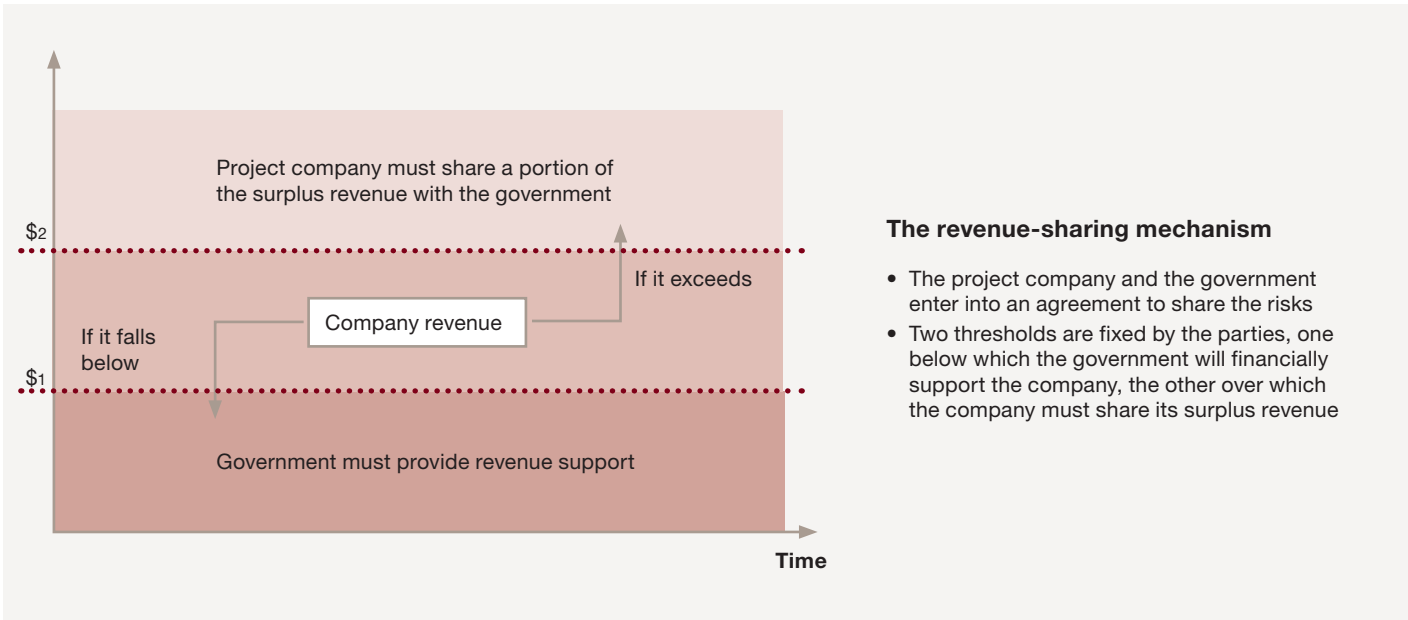 Project company must share a portion of
the surplus revenue with the government
$2
If it exceeds
Company revenue
If it falls
below
$1
Government must provide revenue support
Time
The revenue-sharing mechanism
• The project company and the government
enter into an agreement to share the risks
• Two thresholds are fixed by the parties, one
below which the government will financially
support the company, the other over which
the company must share its surplus revenue